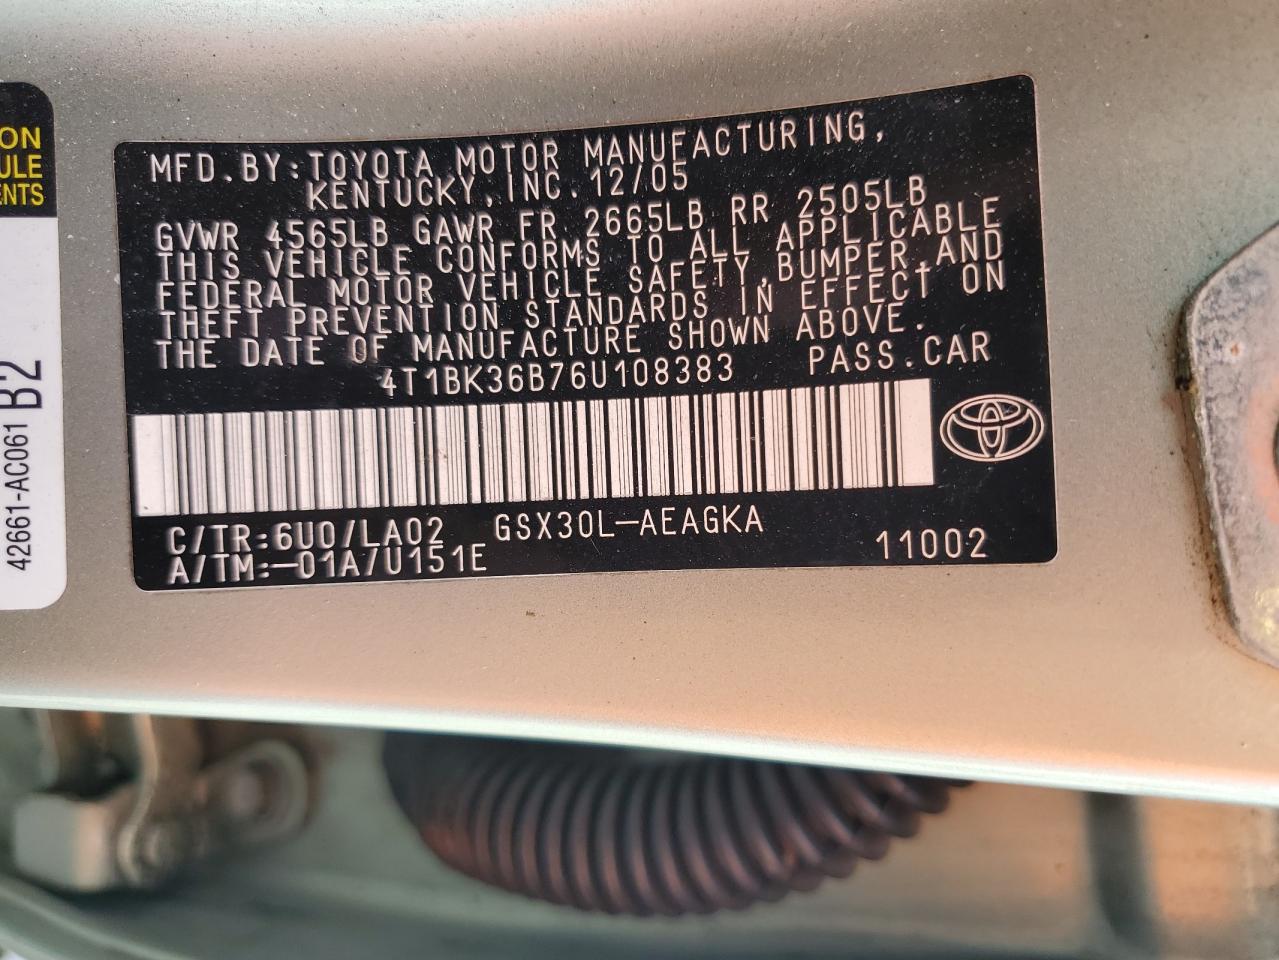 ON
ULE
ENTS
42661-AC061 B2
MFD.BY:TOYOTA MOTOR MANUFACTURING,
KENTUCKY,INC.12/05
GVWR 4565LB GAWR FR 2665LB RR 2505LB
THIS VEHICLE CONFORMS TO ALL APPLICABLE
FEDERAL MOTOR VEHICLE SAFETY,BUMPER,AND
THEFT PREVENTION STANDARDS IN EFFECT ON
THE DATE OF MANUFACTURE SHOWN ABOVE.
4T1BK36B76U108383 PASS.CAR
C/TR:6U0/LA02 GSX30L-AEAGKA
A/TM:-01A/U151E 11002